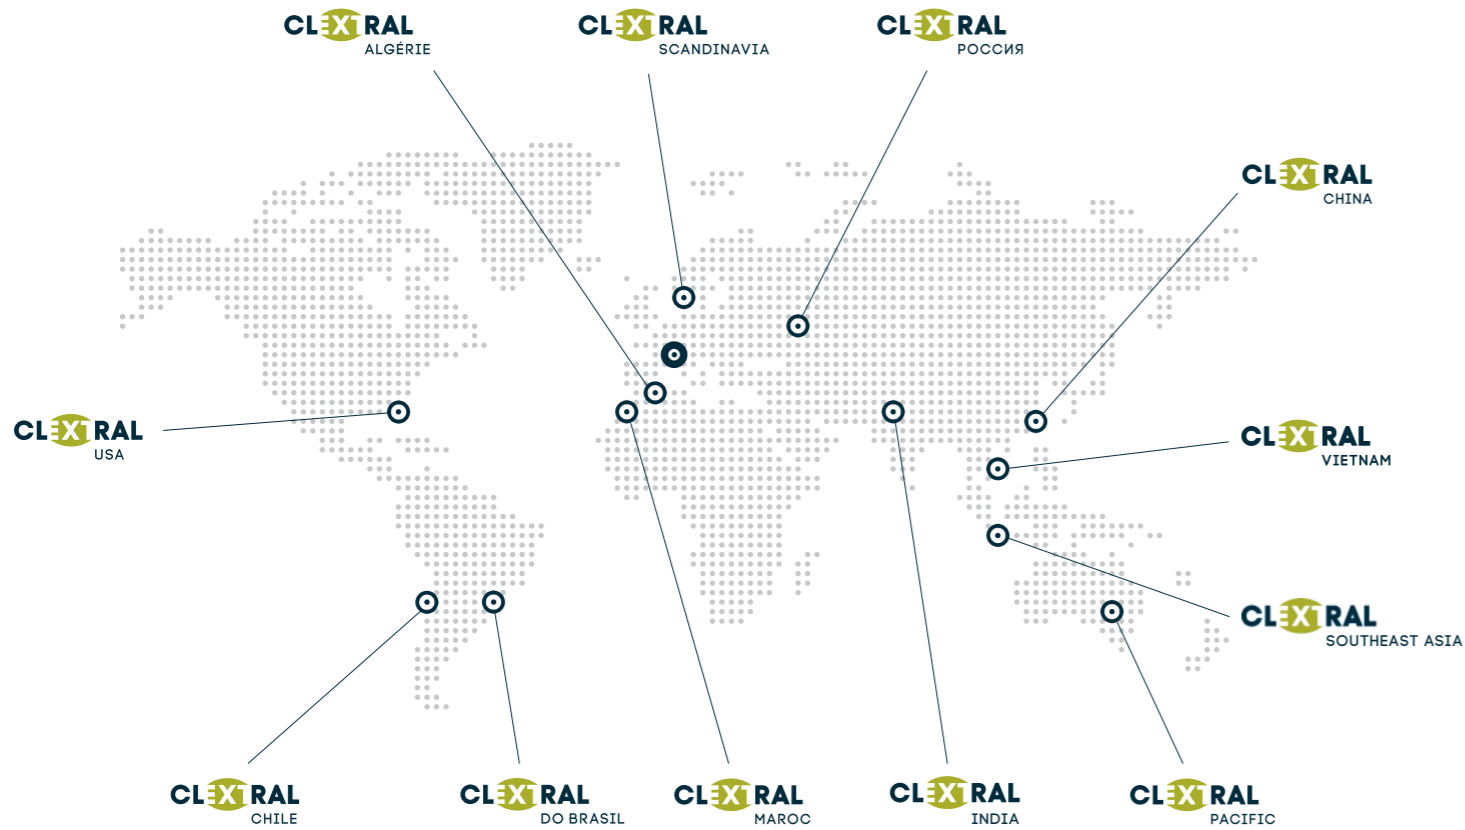 CLEXTRAL
ALGÉRIE
CLEXTRAL
SCANDINAVIA
CLEXTRAL
РОССИЯ
CLEXTRAL
CHINA
CLEXTRAL
USA
CLEXTRAL
VIETNAM
CLEXTRAL
SOUTHEAST ASIA
CLEXTRAL
CHILE
CLEXTRAL
DO BRASIL
CLEXTRAL
MAROC
CLEXTRAL
INDIA
CLEXTRAL
PACIFIC